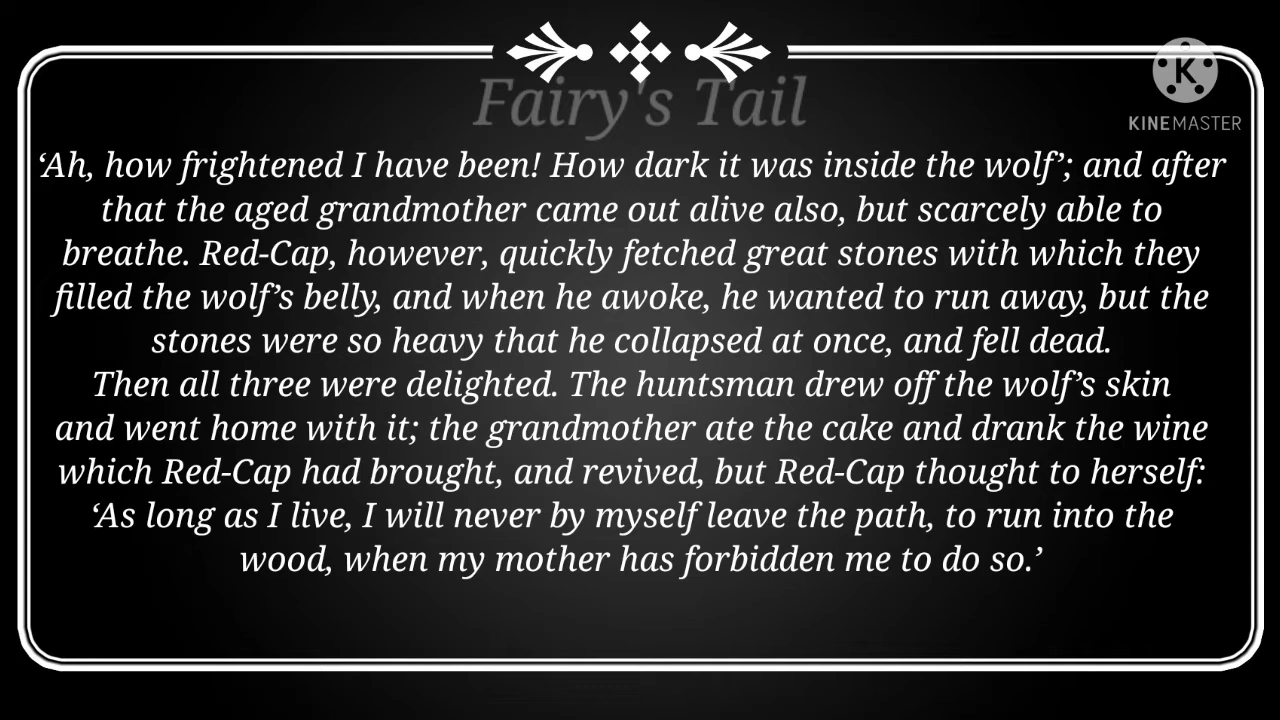 Fairy's Tail
K
KINEMASTER
‘Ah, how frightened I have been! How dark it was inside the wolf’; and after
that the aged grandmother came out alive also, but scarcely able to
breathe. Red-Cap, however, quickly fetched great stones with which they
filled the wolf’s belly, and when he awoke, he wanted to run away, but the
stones were so heavy that he collapsed at once, and fell dead.
Then all three were delighted. The huntsman drew off the wolf’s skin
and went home with it; the grandmother ate the cake and drank the wine
which Red-Cap had brought, and revived, but Red-Cap thought to herself:
‘As long as I live, I will never by myself leave the path, to run into the
wood, when my mother has forbidden me to do so.’